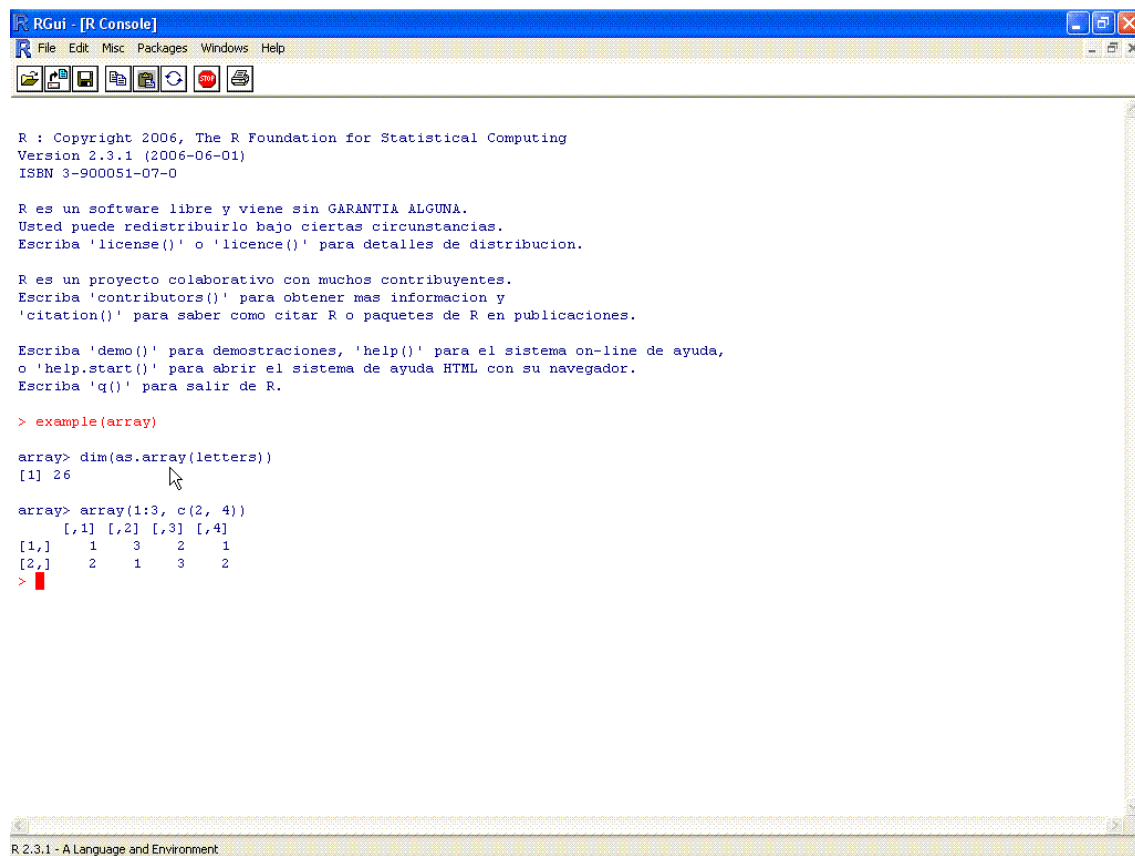 RGui - [R Console]
File Edit Misc Packages Windows Help
STOP
R : Copyright 2006, The R Foundation for Statistical Computing
Version 2.3.1 (2006-06-01)
ISBN 3-900051-07-0
R es un software libre y viene sin GARANTIA ALGUNA.
Usted puede redistribuirlo bajo ciertas circunstancias.
Escriba 'license()' o 'licence()' para detalles de distribucion.
R es un proyecto colaborativo con muchos contribuyentes.
Escriba 'contributors()' para obtener mas informacion y
'citation()' para saber como citar R o paquetes de R en publicaciones.
Escriba 'demo()' para demostraciones, 'help()' para el sistema on-line de ayuda,
o 'help.start()' para abrir el sistema de ayuda HTML con su navegador.
Escriba 'q()' para salir de R.
> example(array)
array> dim(as.array(letters))
[1] 26
array> array(1:3, c(2, 4))
     [,1] [,2] [,3] [,4]
[1,]    1    3    2    1
[2,]    2    1    3    2
>
R 2.3.1 - A Language and Environment